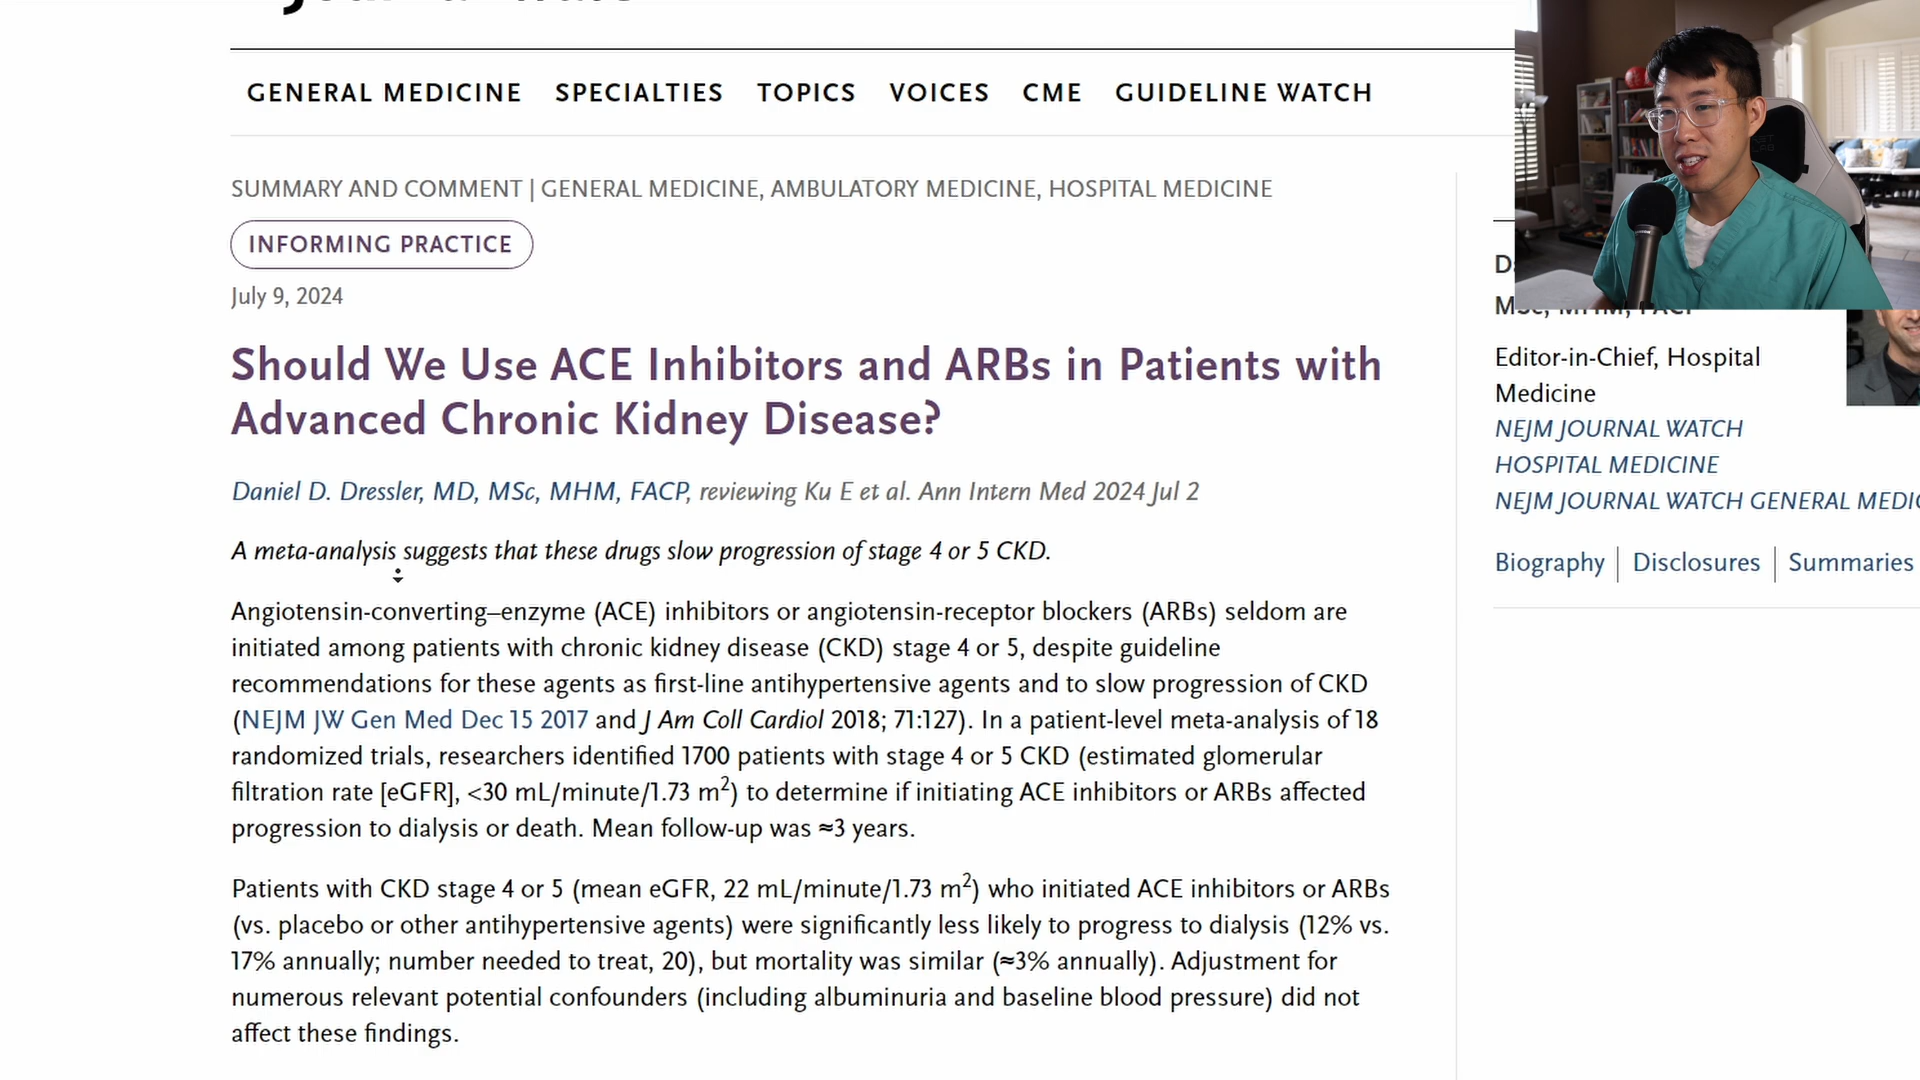 GENERAL MEDICINE SPECIALTIES TOPICS VOICES CME GUIDELINE WATCH
SUMMARY AND COMMENT | GENERAL MEDICINE, AMBULATORY MEDICINE, HOSPITAL MEDICINE
INFORMING PRACTICE
July 9, 2024
Should We Use ACE Inhibitors and ARBs in Patients with
Advanced Chronic Kidney Disease?
Daniel D. Dressler, MD, MSc, MHM, FACP, reviewing Ku E et al. Ann Intern Med 2024 Jul 2
A meta-analysis suggests that these drugs slow progression of stage 4 or 5 CKD.
Angiotensin-converting–enzyme (ACE) inhibitors or angiotensin-receptor blockers (ARBs) seldom are
initiated among patients with chronic kidney disease (CKD) stage 4 or 5, despite guideline
recommendations for these agents as first-line antihypertensive agents and to slow progression of CKD
(NEJM JW Gen Med Dec 15 2017 and J Am Coll Cardiol 2018; 71:127). In a patient-level meta-analysis of 18
randomized trials, researchers identified 1700 patients with stage 4 or 5 CKD (estimated glomerular
filtration rate [eGFR], <30 mL/minute/1.73 m²) to determine if initiating ACE inhibitors or ARBs affected
progression to dialysis or death. Mean follow-up was ≈3 years.
Patients with CKD stage 4 or 5 (mean eGFR, 22 mL/minute/1.73 m²) who initiated ACE inhibitors or ARBs
(vs. placebo or other antihypertensive agents) were significantly less likely to progress to dialysis (12% vs.
17% annually; number needed to treat, 20), but mortality was similar (≈3% annually). Adjustment for
numerous relevant potential confounders (including albuminuria and baseline blood pressure) did not
affect these findings.
MSc, MHM, FACP
Editor-in-Chief, Hospital
Medicine
NEJM JOURNAL WATCH
HOSPITAL MEDICINE
NEJM JOURNAL WATCH GENERAL
Biography | Disclosures | Summaries